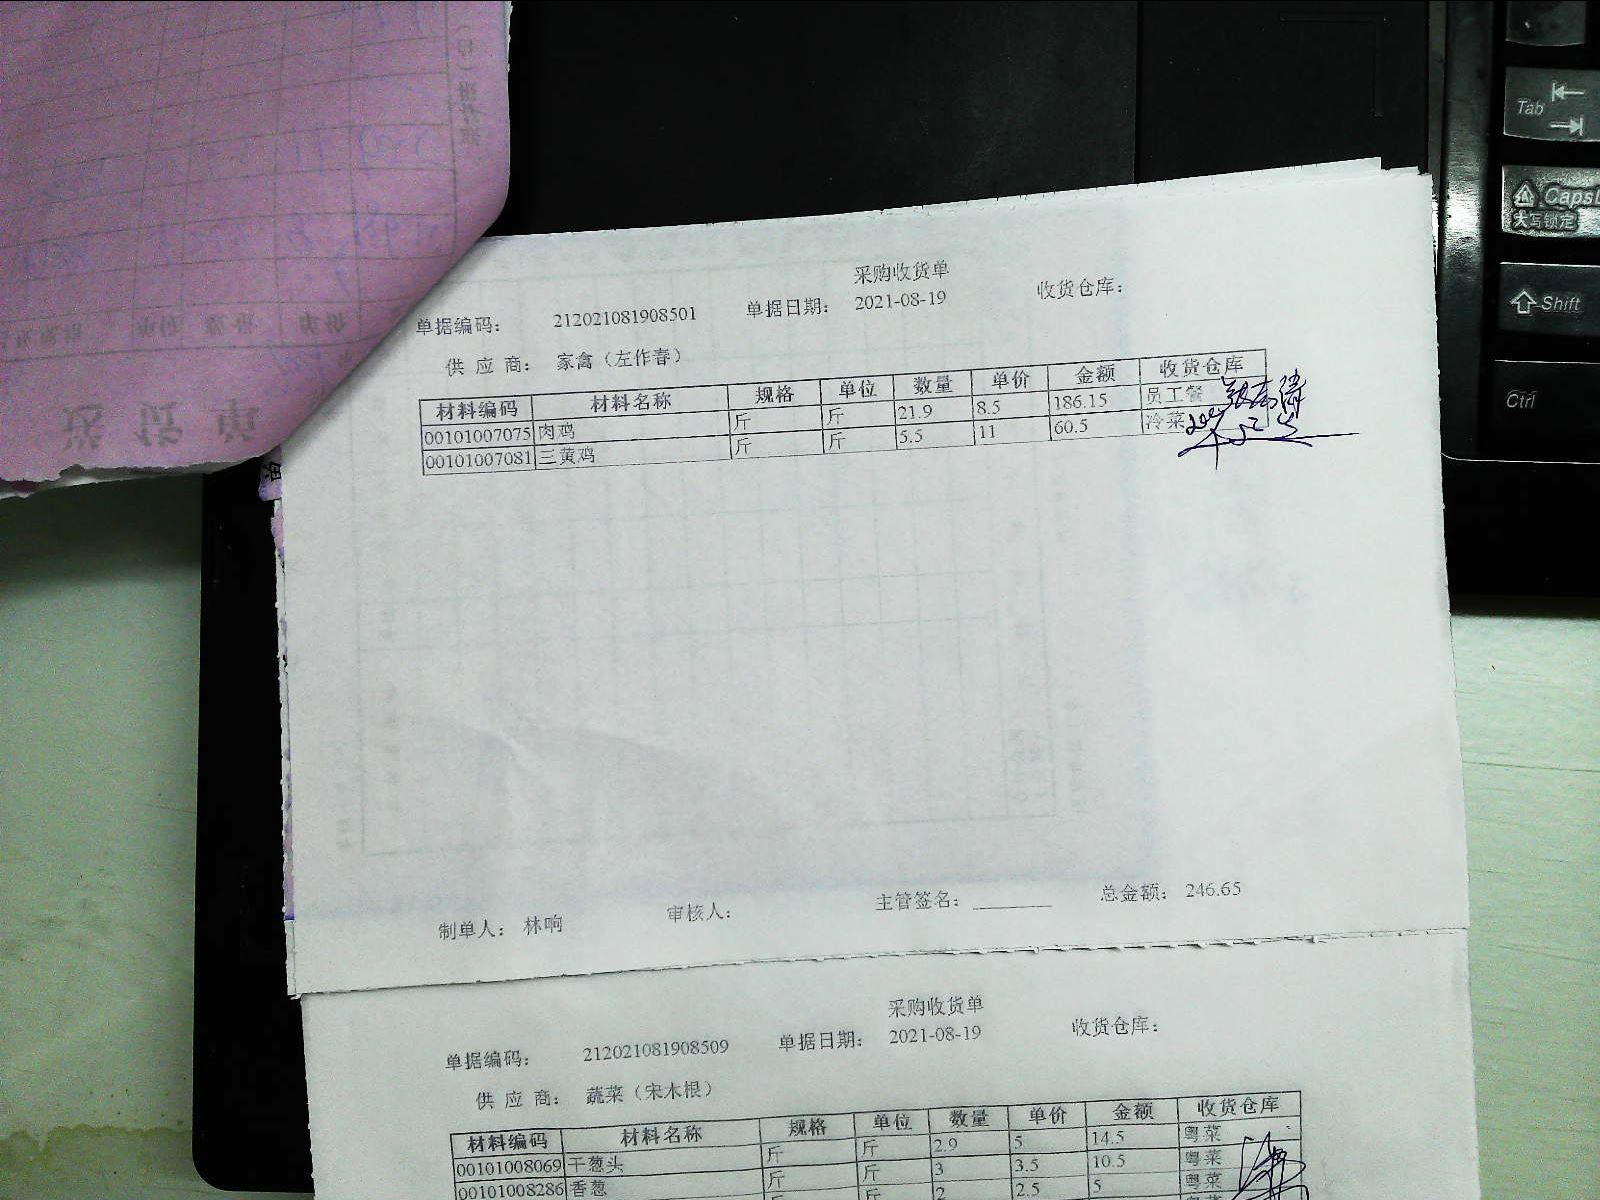 采购收货单
单据编码: 212021081908501 单据日期: 2021-08-19 收货仓库:
供应商: 家禽（左作春）
材料编码 材料名称 规格 单位 数量 单价 金额 收货仓库
00101007075 肉鸡 斤 斤 21.9 8.5 186.15 员工餐
00101007081 三黄鸡 斤 斤 5.5 11 60.5 冷菜
制单人: 林响 审核人: 主管签名: 总金额: 246.65
采购收货单
单据编码: 212021081908509 单据日期: 2021-08-19 收货仓库:
供应商: 蔬菜（宋木根）
材料编码 材料名称 规格 单位 数量 单价 金额 收货仓库
00101008069 干葱头 斤 斤 2.9 5 14.5 粤菜
00101008286 香葱 斤 斤 3 3.5 10.5 粤菜
斤 2 2.5 5 粤菜
送货单
Tab
Caps
大写锁定
Shift
Ctrl